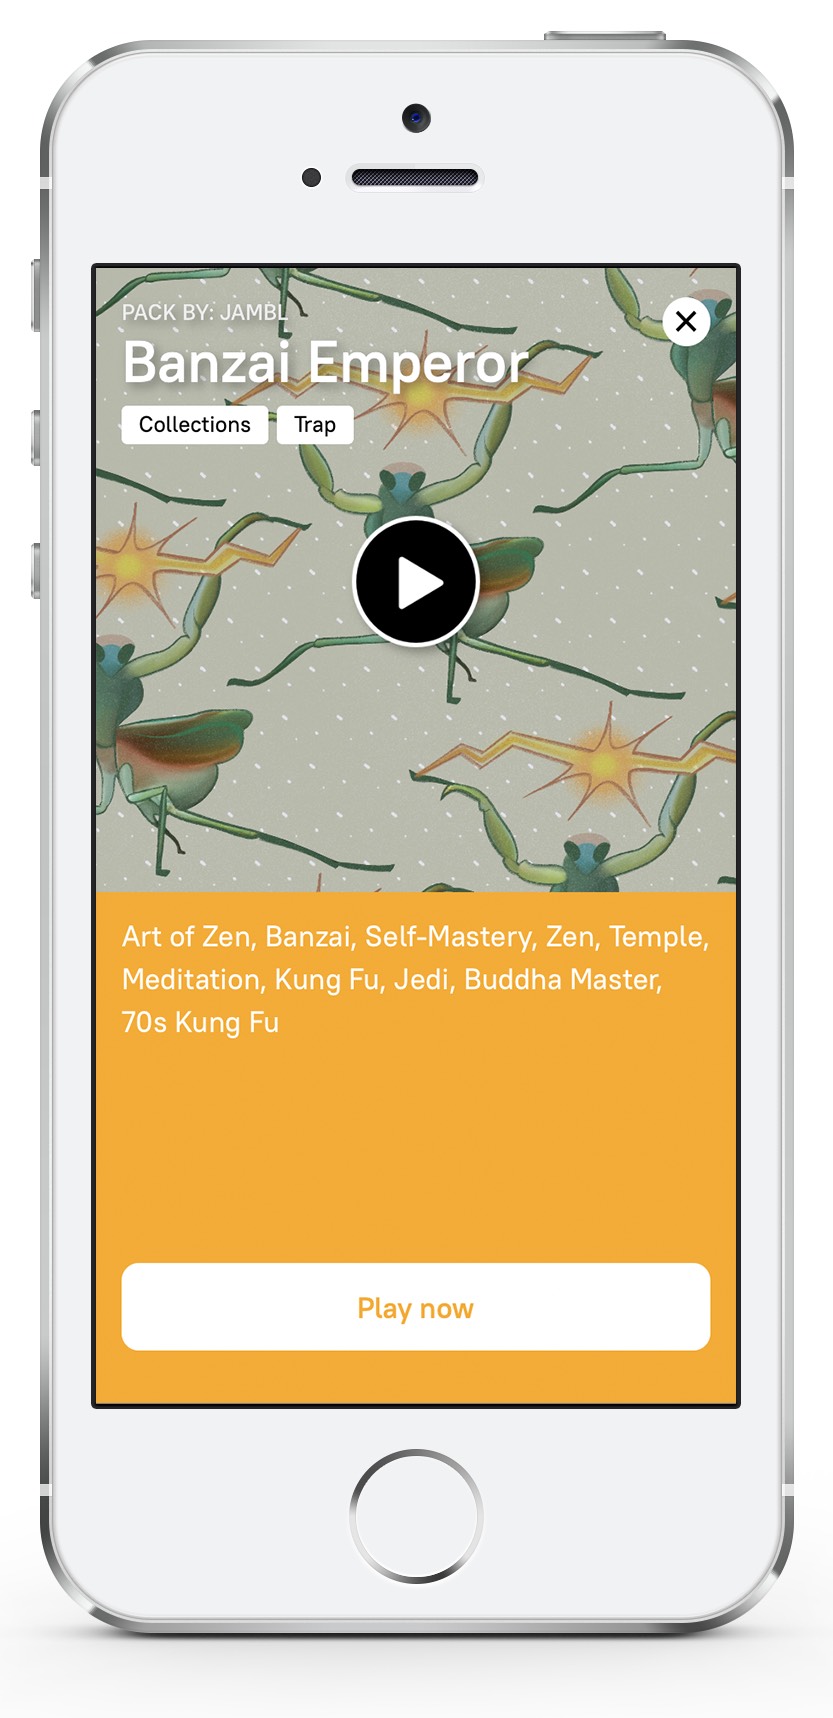 PACK BY: JAMBL
Banzai Emperor
Collections Trap
Art of Zen, Banzai, Self-Mastery, Zen, Temple,
Meditation, Kung Fu, Jedi, Buddha Master,
70s Kung Fu
Play now